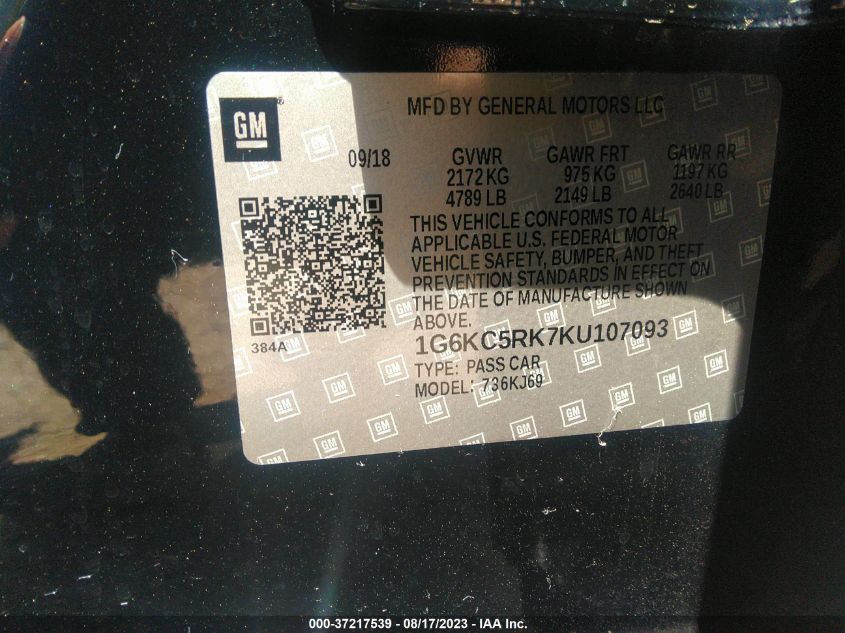 GM
MFD BY GENERAL MOTORS LLC
09/18
GVWR GAWR FRT GAWR RR
2172 KG 975 KG 1197 KG
4789 LB 2149 LB 2640 LB
THIS VEHICLE CONFORMS TO ALL
APPLICABLE U.S. FEDERAL MOTOR
VEHICLE SAFETY, BUMPER, AND THEFT
PREVENTION STANDARDS IN EFFECT ON
THE DATE OF MANUFACTURE SHOWN
ABOVE.
384A
1G6KC5RK7KU107093
TYPE: PASS CAR
MODEL: 736KJ69
000-37217539 - 08/17/2023 - IAA Inc.